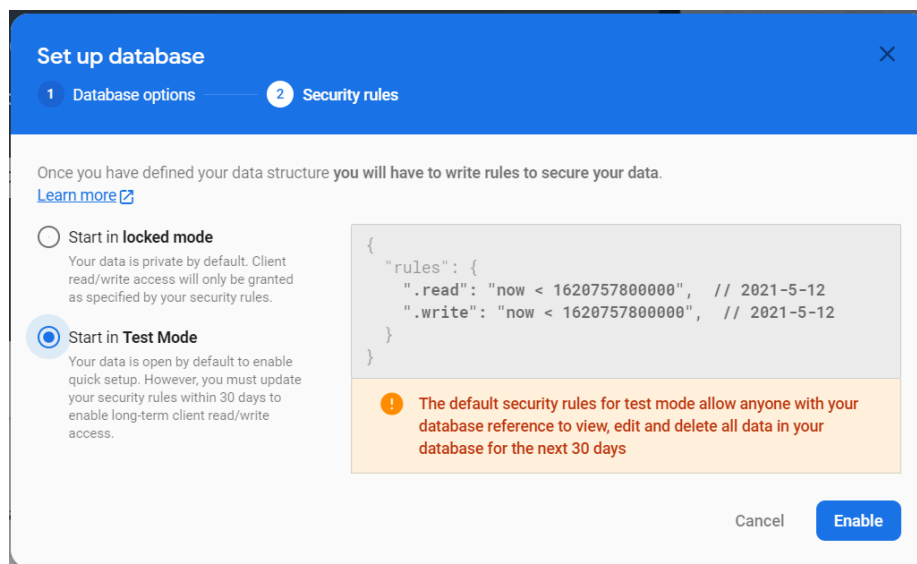 Set up database
1 Database options
2 Security rules
Once you have defined your data structure you will have to write rules to secure your data.
Learn more
Start in locked mode
Your data is private by default. Client
read/write access will only be granted
as specified by your security rules.
Start in Test Mode
Your data is open by default to enable
quick setup. However, you must update
your security rules within 30 days to
enable long-term client read/write
access.
{
"rules": {
".read": "now < 1620757800000", // 2021-5-12
".write": "now < 1620757800000", // 2021-5-12
}
}
! The default security rules for test mode allow anyone with your
database reference to view, edit and delete all data in your
database for the next 30 days
Cancel
Enable